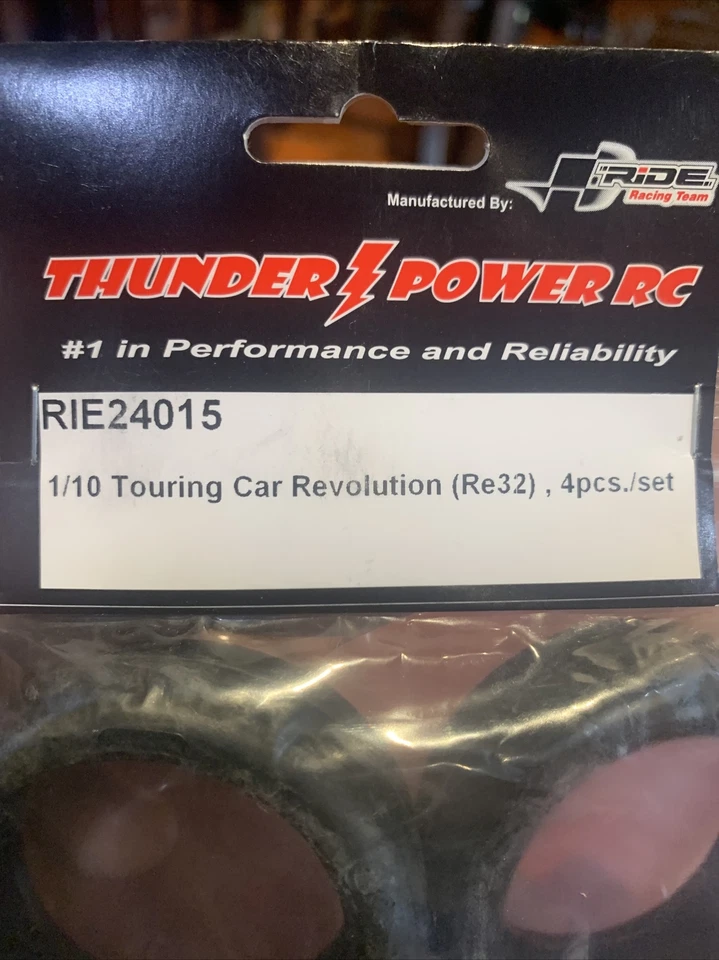 Manufactured By:
RiDE
Racing Team
THUNDER POWER RC
#1 in Performance and Reliability
RIE24015
1/10 Touring Car Revolution (Re32) , 4pcs./set